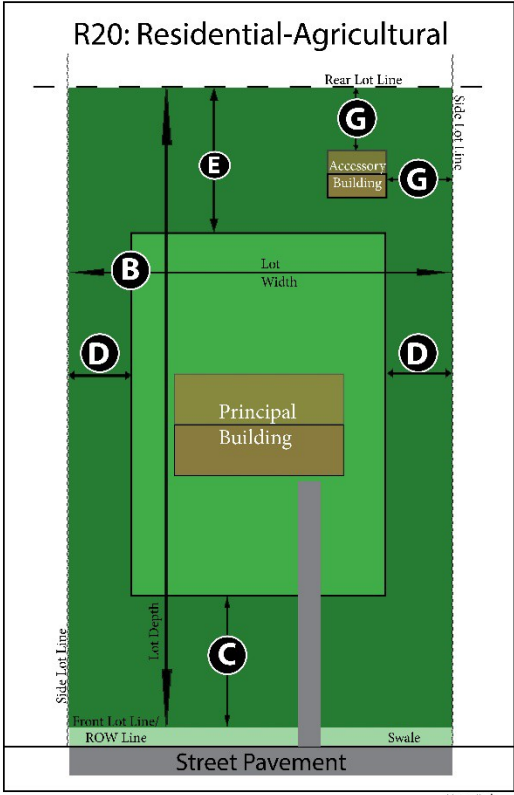 R20: Residential-Agricultural
Rear Lot Line
Side Lot Line
G
E
Accessory
Building
G
B
Lot
Width
D
D
Principal
Building
Lot Depth
C
Side Lot Line
Front Lot Line/
ROW Line
Swale
Street Pavement